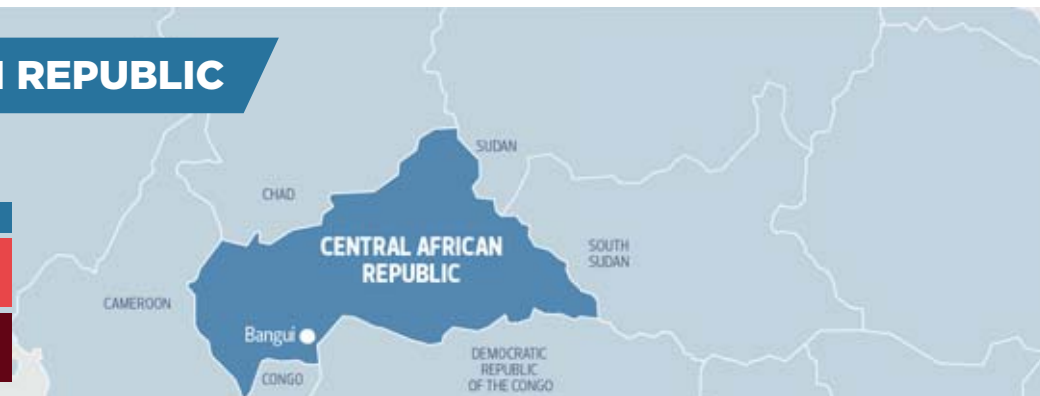 REPUBLIC
SUDAN
CHAD
CENTRAL AFRICAN
REPUBLIC
SOUTH
SUDAN
CAMEROON
Bangui
DEMOCRATIC
REPUBLIC
OF THE CONGO
CONGO